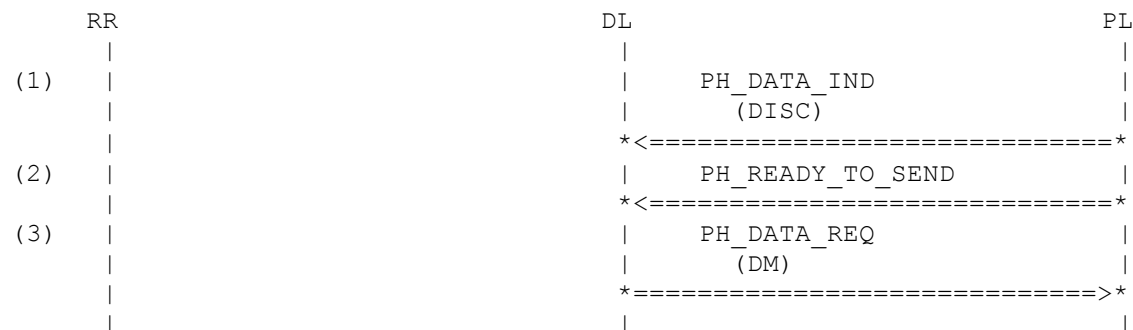 RR DL PL
| | |
(1) | | PH_DATA_IND |
| | (DISC) |
| *<=============================*
(2) | | PH_READY_TO_SEND |
| *<=============================*
(3) | | PH_DATA_REQ |
| | (DM) |
| *=============================>*
| | |